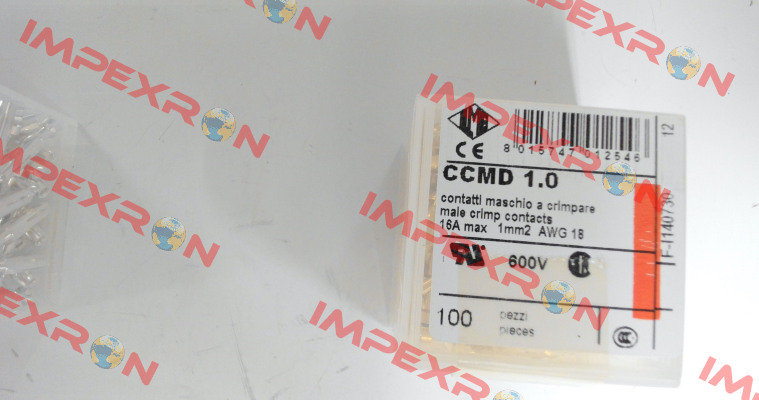 IMPEXRON
IMPEXRON
IMPEXRON
IMPEXRON
IMPEXRON
IMPEXRON
IMPEXRON
CE
8 015747 012546
12
CCMD 1.0
contatti maschio a crimpare
male crimp contacts
16A max 1mm2 AWG 18
600V
100 pezzi
pieces